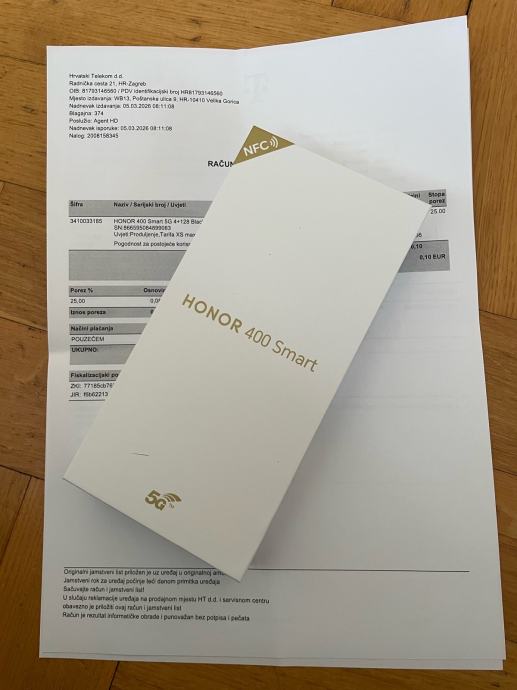 Hrvatski Telekom d.d.
Radnička cesta 21, HR-Zagreb
OIB: 81793146560 / PDV identifikacijski broj HR81793146560
Mjesto izdavanja: WB13, Poštanska ulica 9, HR-10410 Velika Gorica
Nadnevak izdavanja: 05.03.2026 08:11:08
Blagajna: 374
Poslužio: Agent HD
Nadnevak isporuke: 05.03.2026 08:11:08
Nalog: 2008158345
NFC
RAČUN
Šifra Naziv / Serijski broj / Uvjeti Stopa porez
3410033185 HONOR 400 Smart 5G 4+128 25,00
SN:866595084899083
Uvjeti:Produljenje,Tarifa XS
Pogodnost za postojeće
0,10
0,10 EUR
Porez %
25,00
Iznos poreza
HONOR 400 Smart
Načini plaćanja
POUZEĆEM
UKUPNO:
Fiskalizacijski
ZKI:
JIR:
5G
Originalni jamstveni list priložen je uz uređaj u originalnoj
Jamstveni rok za uređaj počinje teći danom primitka uređaja
Sačuvajte račun i jamstveni list!
U slučaju reklamacije uređaja na prodajnom mjestu HT d.d. i servisnom centru
obavezno je priložiti ovaj račun i jamstveni list
Račun je rezultat informatičke obrade i punovažan bez potpisa i pečata